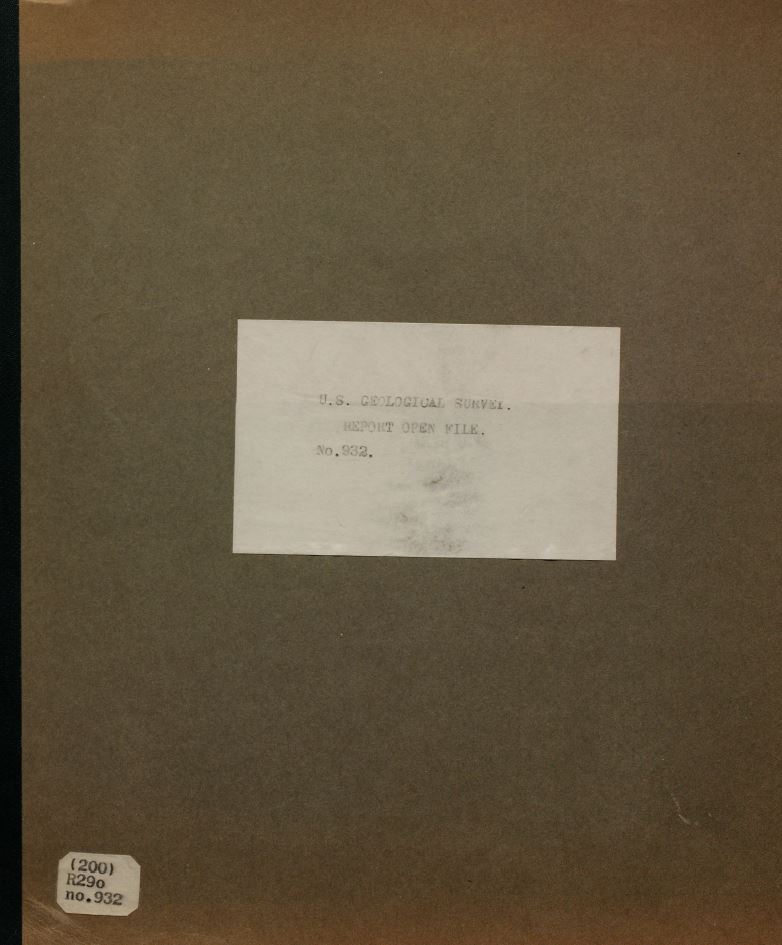 U.S. GEOLOGICAL SURVEY.
REPORT OPEN FILE.
No.932.
(200)
R29o
no.932